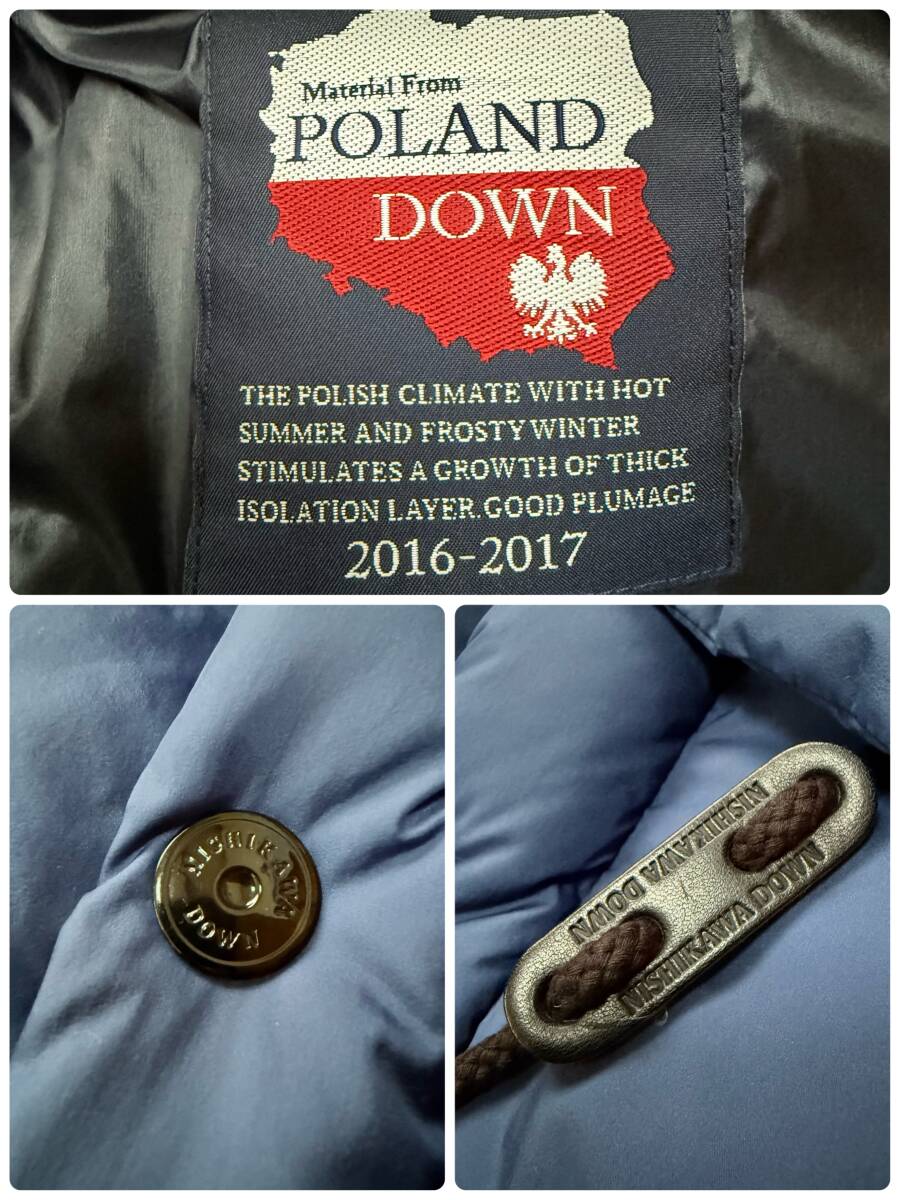 Material From
POLAND
DOWN
THE POLISH CLIMATE WITH HOT
SUMMER AND FROSTY WINTER
STIMULATES A GROWTH OF THICK
ISOLATION LAYER.GOOD PLUMAGE
2016-2017
NISHIKAWA
DOWN
NISHIKAWA DOWN
NISHIKAWA DOWN